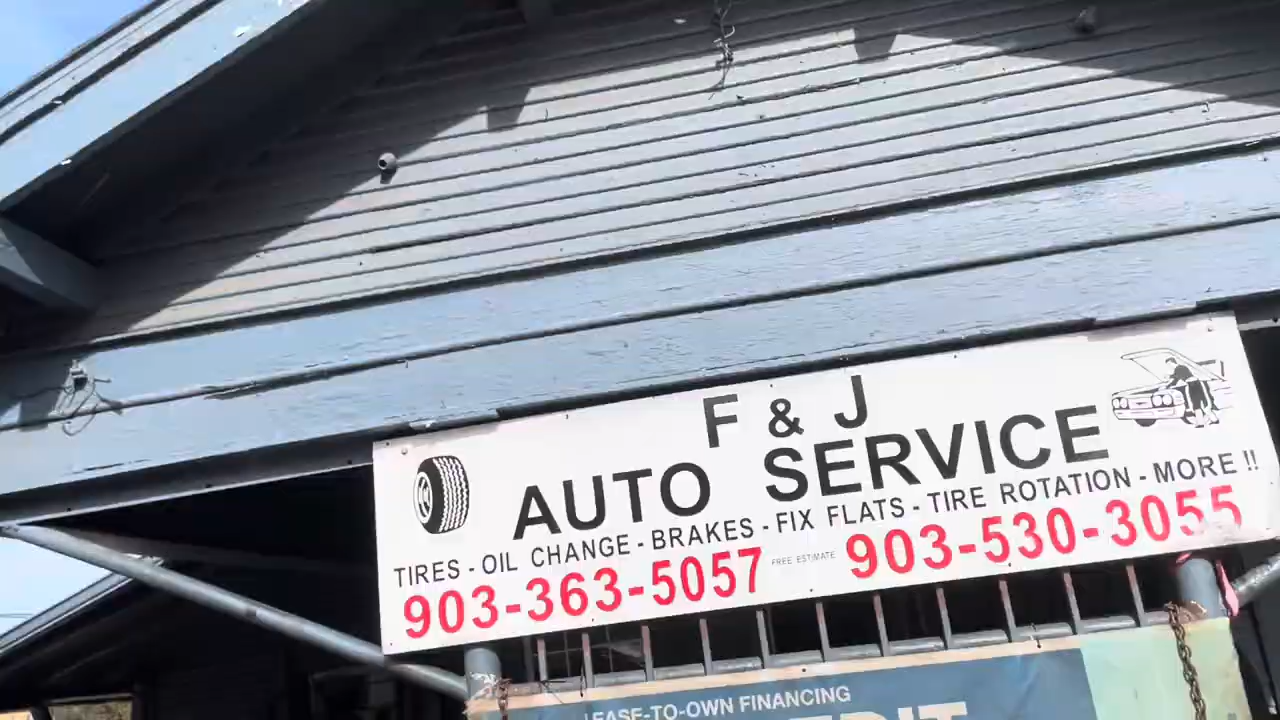 F & J
AUTO SERVICE
TIRES - OIL CHANGE - BRAKES - FIX FLATS - TIRE ROTATION - MORE !!
903-363-5057 FREE ESTIMATE 903-530-3055
LEASE-TO-OWN FINANCING